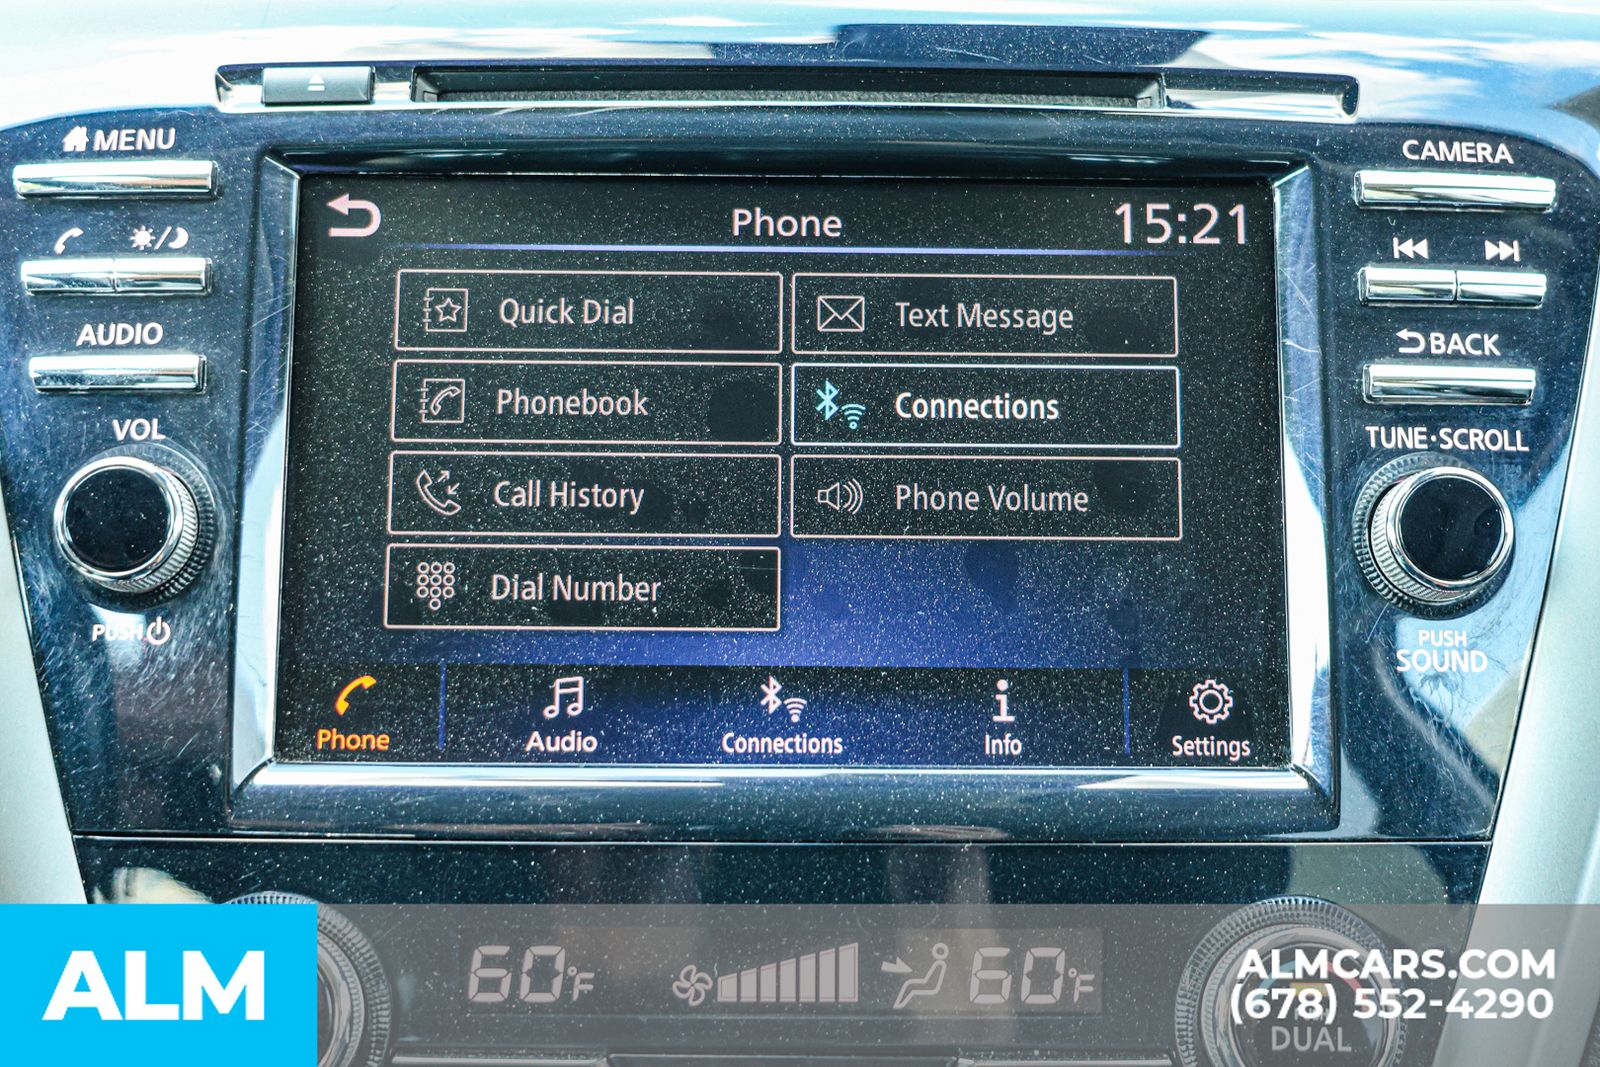 MENU
CAMERA
Phone
15:21
Quick Dial
Text Message
AUDIO
BACK
Phonebook
Connections
VOL
TUNE·SCROLL
Call History
Phone Volume
Dial Number
PUSH
PUSH
SOUND
Phone
Audio
Connections
Info
Settings
60°F
60°F
ALM
ALMCARS.COM
(678) 552-4290
DUAL